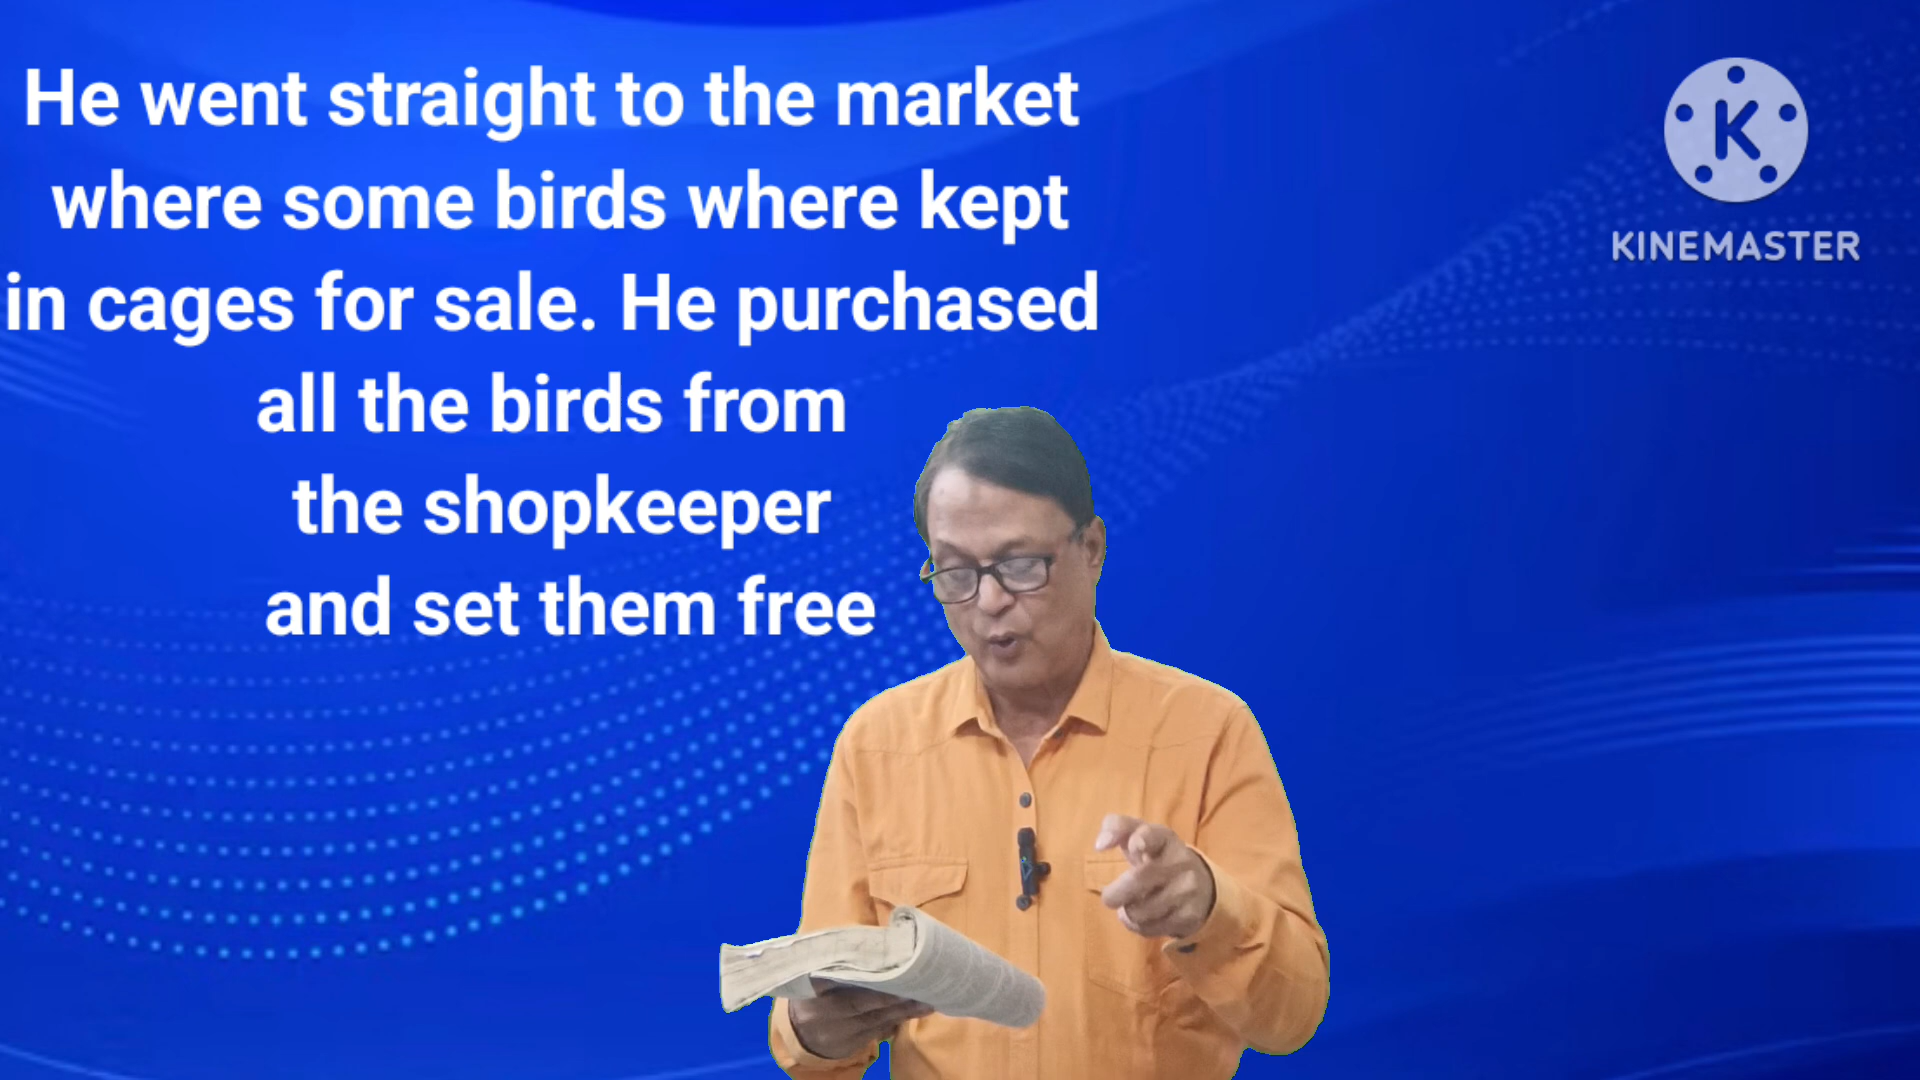 He went straight to the market
where some birds where kept
in cages for sale. He purchased
all the birds from
the shopkeeper
and set them free
K
KINEMASTER